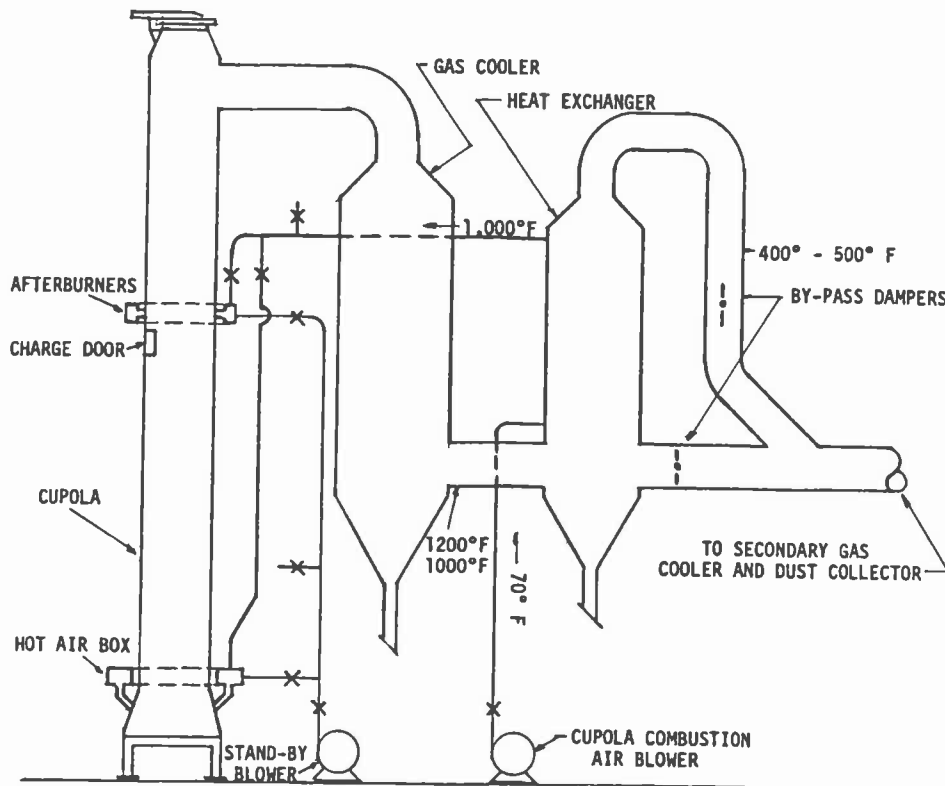 GAS COOLER
HEAT EXCHANGER
1.000°F
400° - 500° F
AFTERBURNERS
BY-PASS DAMPERS
CHARGE DOOR
CUPOLA
1200°F
1000°F
70° F
TO SECONDARY GAS
COOLER AND DUST COLLECTOR
HOT AIR BOX
STAND-BY
BLOWER
CUPOLA COMBUSTION
AIR BLOWER